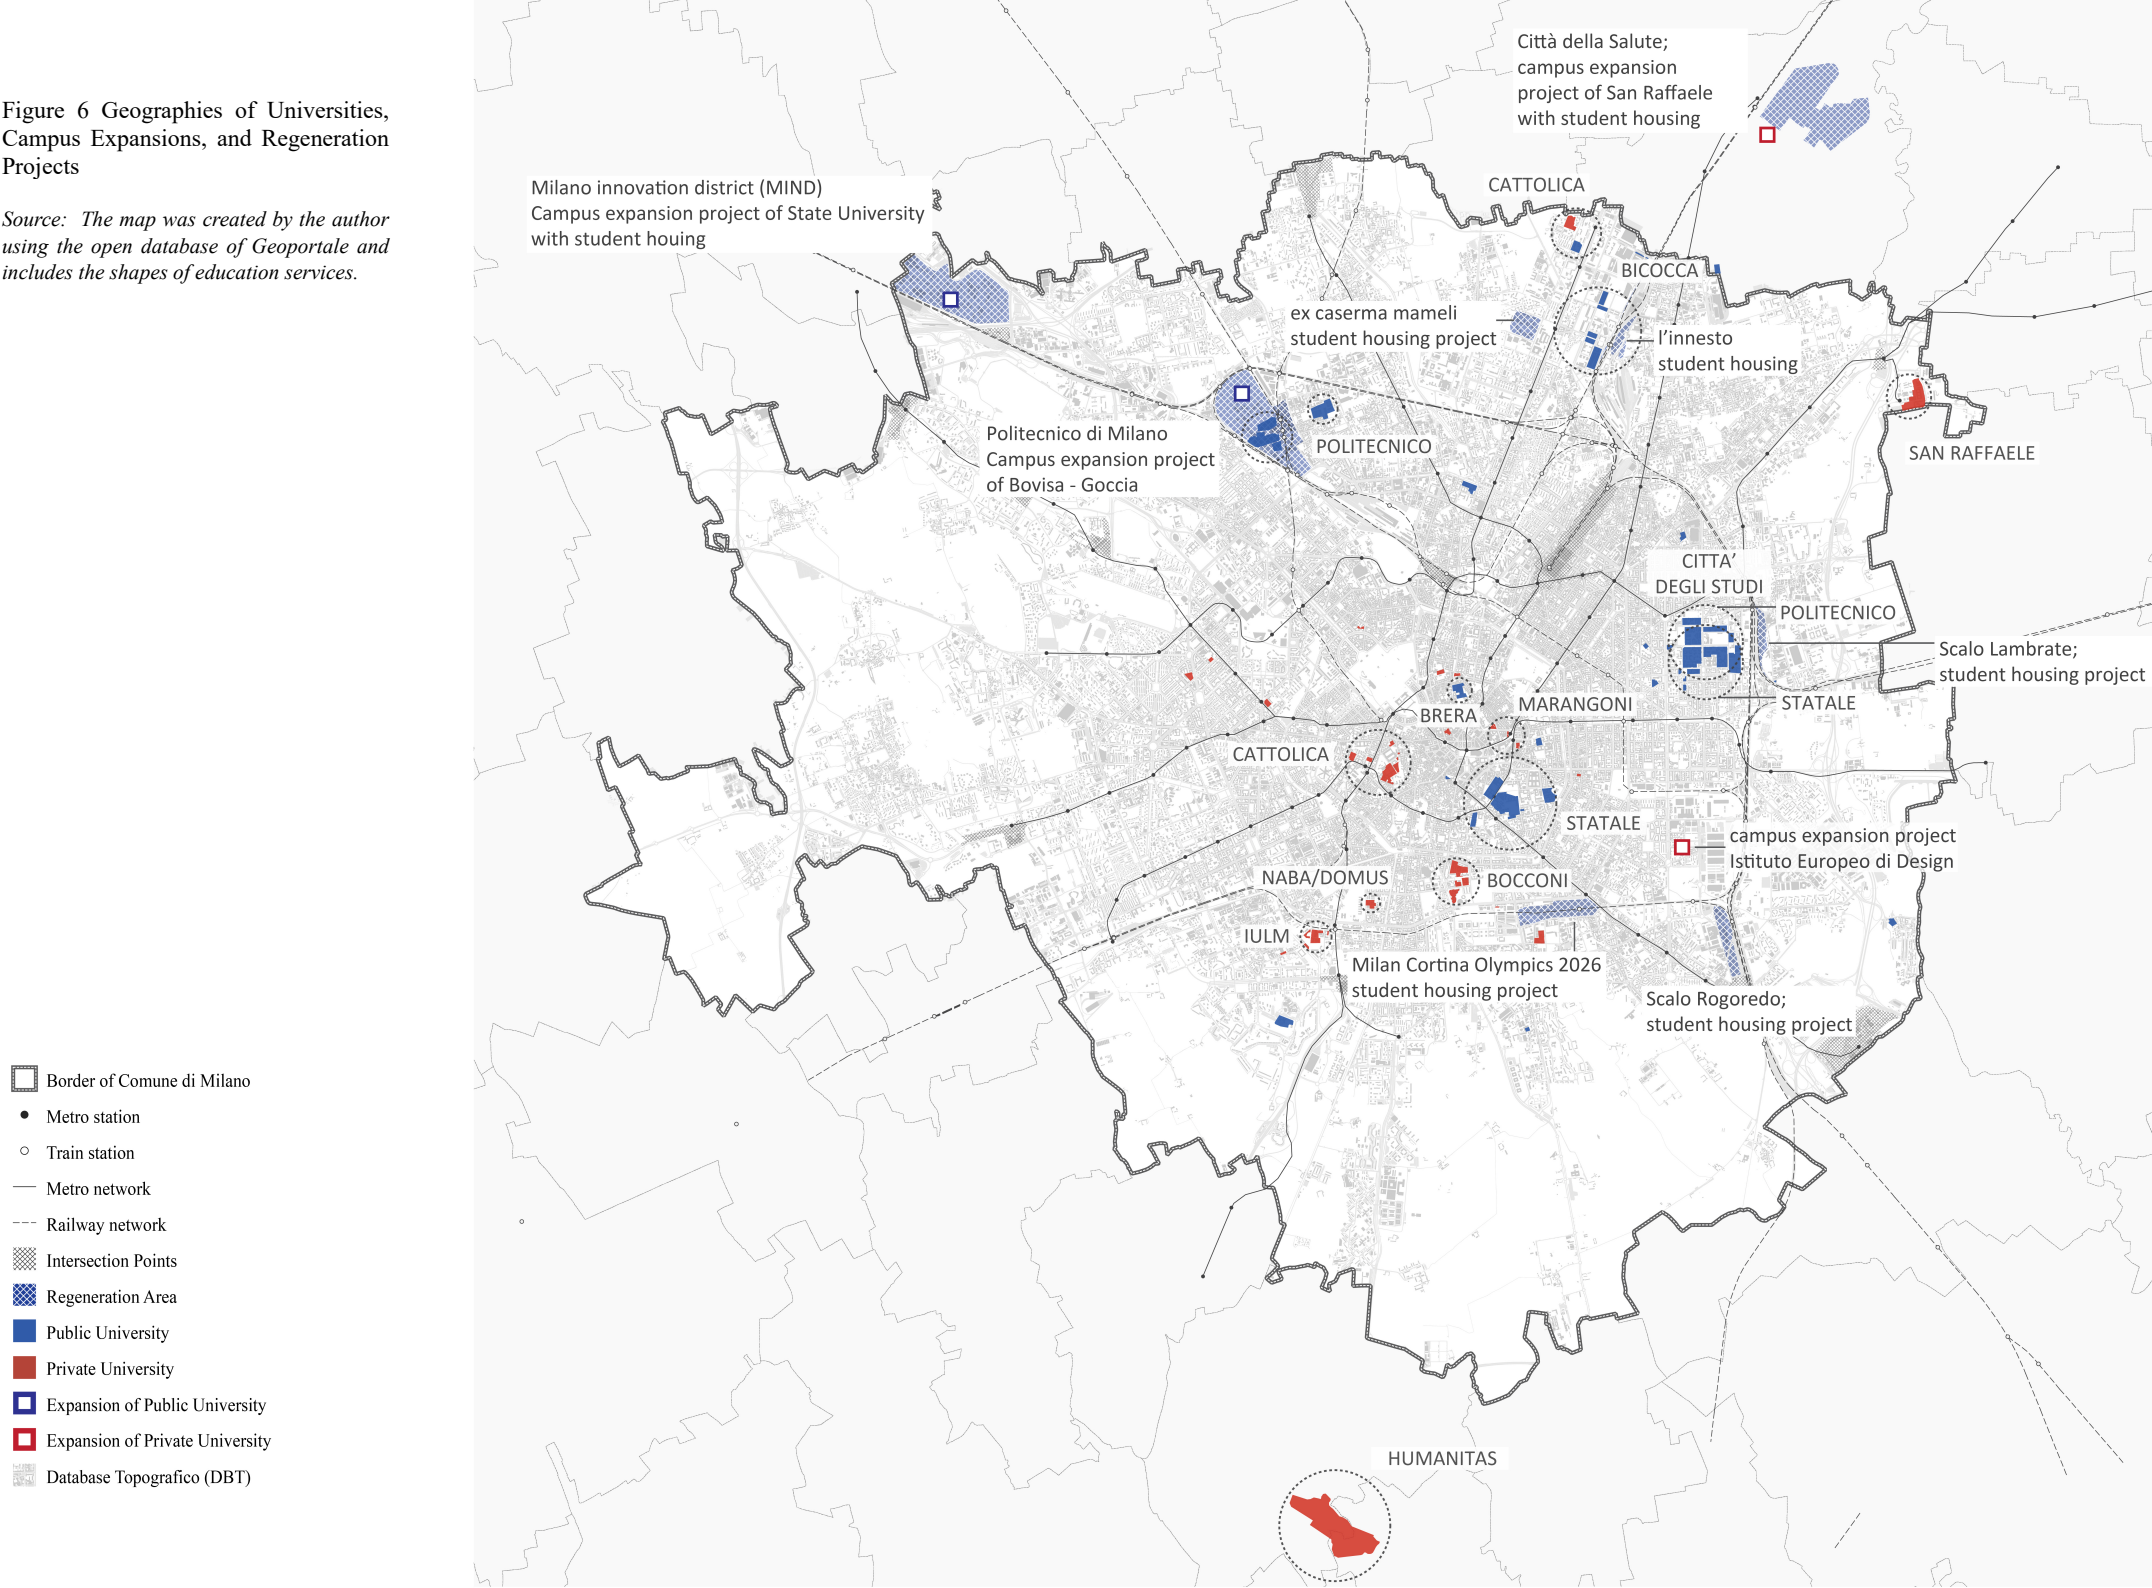 Figure 6 Geographies of Universities,
Campus Expansions, and Regeneration
Projects
Source: The map was created by the author
using the open database of Geoportale and
includes the shapes of education services.
Città della Salute;
campus expansion
project of San Raffaele
with student housing
Milano innovation district (MIND)
Campus expansion project of State University
with student houing
CATTOLICA
BICOCCA
ex caserma mameli
student housing project
l'innesto
student housing
Politecnico di Milano
Campus expansion project
of Bovisa - Goccia
POLITECNICO
SAN RAFFAELE
CITTA'
DEGLI STUDI
POLITECNICO
Scalo Lambrate;
student housing project
STATALE
BRERA
MARANGONI
CATTOLICA
STATALE
campus expansion project
Istituto Europeo di Design
NABA/DOMUS
BOCCONI
IULM
Milan Cortina Olympics 2026
student housing project
Scalo Rogoredo;
student housing project
HUMANITAS
Border of Comune di Milano
Metro station
Train station
Metro network
Railway network
Intersection Points
Regeneration Area
Public University
Private University
Expansion of Public University
Expansion of Private University
Database Topografico (DBT)